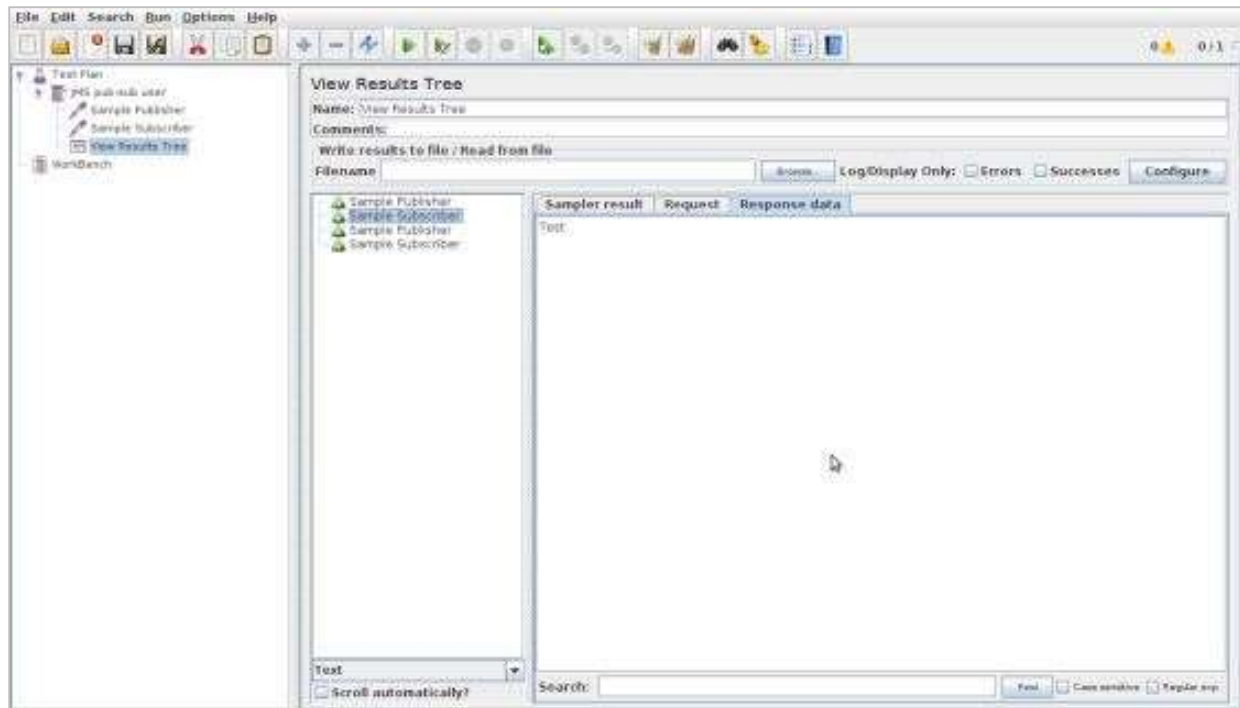 File Edit Search Run Options Help
0 0 / 1
Test Plan
JMS pub-sub user
Sample Publisher
Sample Subscriber
View Results Tree
WorkBench
View Results Tree
Name: View Results Tree
Comments:
Write results to file / Read from file
Filename Browse... Log/Display Only: Errors Successes Configure
Sample Publisher
Sample Subscriber
Sample Publisher
Sample Subscriber
Text
Scroll automatically?
Sampler result Request Response data
Test
Search: Find Case sensitive Regular exp.